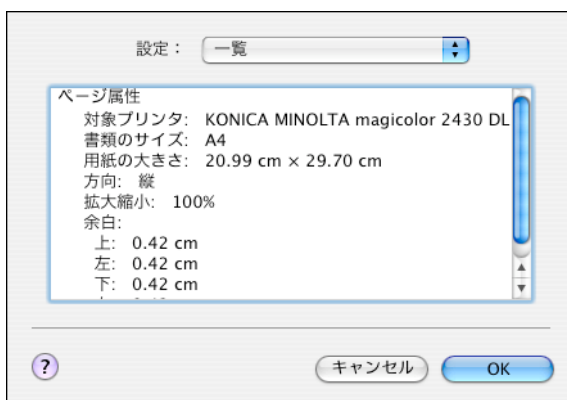 設定： 一覧
ページ属性
対象プリンタ: KONICA MINOLTA magicolor 2430 DL
書類のサイズ: A4
用紙の大きさ: 20.99 cm × 29.70 cm
方向: 縦
拡大縮小: 100%
余白:
上: 0.42 cm
左: 0.42 cm
下: 0.42 cm
?
キャンセル
OK